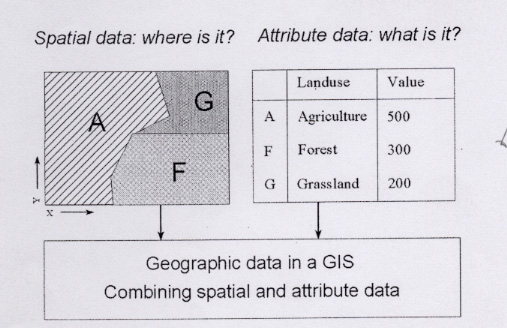 Spatial data: where is it? Attribute data: what is it?
A
G
F
Y
X
Landuse Value
A Agriculture 500
F Forest 300
G Grassland 200
Geographic data in a GIS
Combining spatial and attribute data